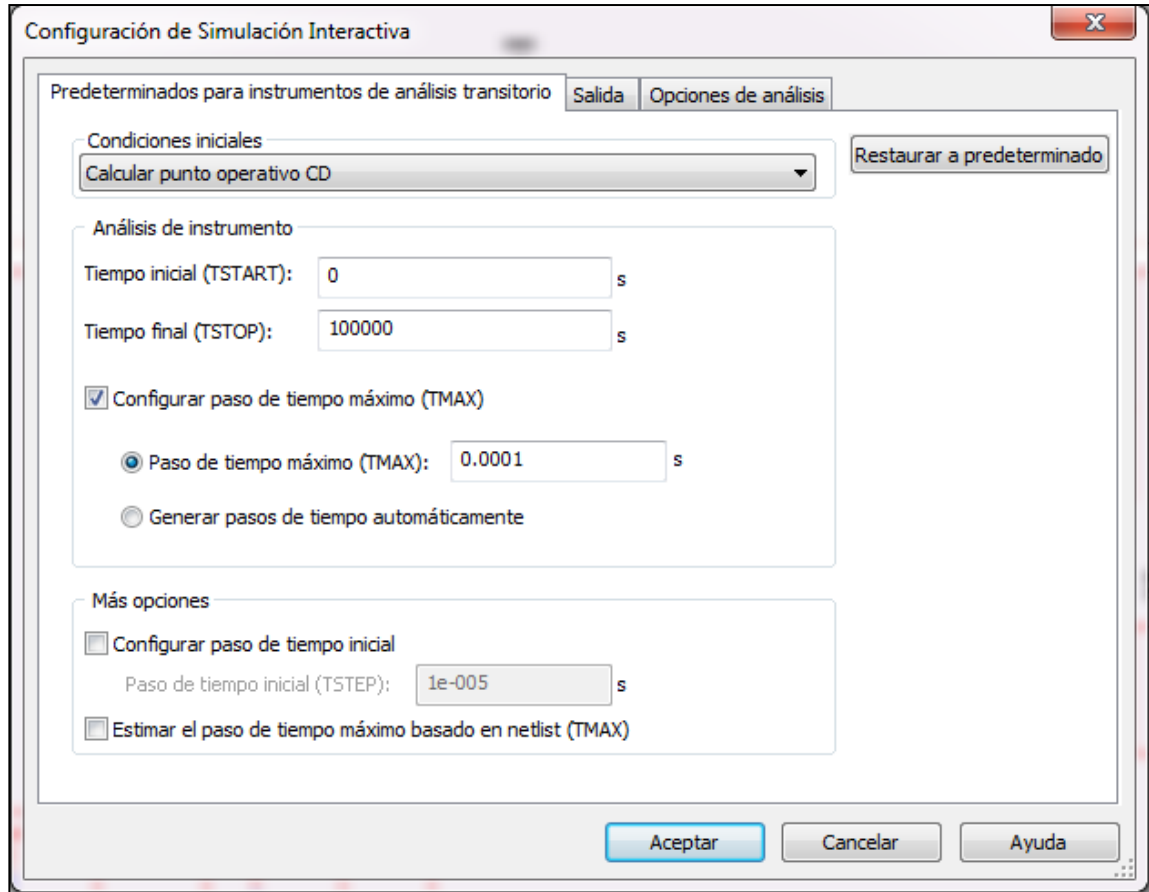 Configuración de Simulación Interactiva
Predeterminados para instrumentos de análisis transitorio
Salida
Opciones de análisis
Condiciones iniciales
Calcular punto operativo CD
Restaurar a predeterminado
Análisis de instrumento
Tiempo inicial (TSTART): 0 s
Tiempo final (TSTOP): 100000 s
Configurar paso de tiempo máximo (TMAX)
Paso de tiempo máximo (TMAX): 0.0001 s
Generar pasos de tiempo automáticamente
Más opciones
Configurar paso de tiempo inicial
Paso de tiempo inicial (TSTEP): 1e-005 s
Estimar el paso de tiempo máximo basado en netlist (TMAX)
Aceptar
Cancelar
Ayuda